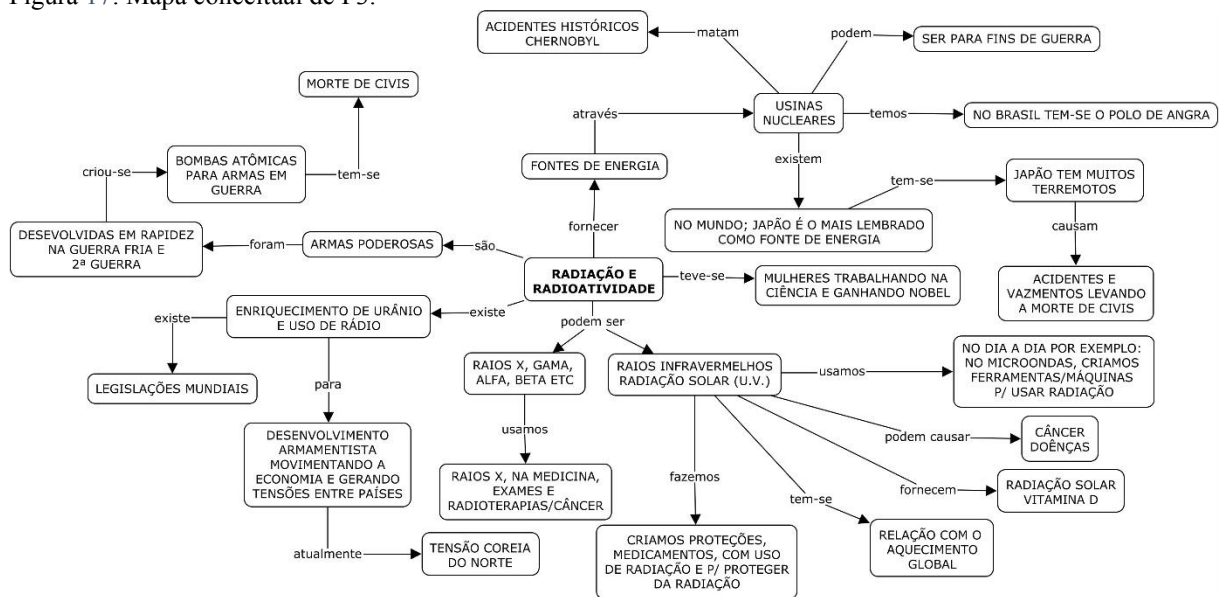 Figura 17. Mapa conceitual de P3.
ACIDENTES HISTÓRICOS
CHERNOBYL
matam
podem
SER PARA FINS DE GUERRA
MORTE DE CIVIS
USINAS
NUCLEARES
através
temos
NO BRASIL TEM-SE O POLO DE ANGRA
criou-se
BOMBAS ATÔMICAS
PARA ARMAS EM
GUERRA
tem-se
FONTES DE ENERGIA
existem
tem-se
JAPÃO TEM MUITOS
TERREMOTOS
DESEVOLVIDAS EM RAPIDEZ
NA GUERRA FRIA E
2ª GUERRA
foram
ARMAS PODEROSAS
são
fornecer
NO MUNDO; JAPÃO É O MAIS LEMBRADO
COMO FONTE DE ENERGIA
causam
RADIAÇÃO E
RADIOATIVIDADE
teve-se
MULHERES TRABALHANDO NA
CIÊNCIA E GANHANDO NOBEL
ACIDENTES E
VAZMENTOS LEVANDO
A MORTE DE CIVIS
existe
ENRIQUECIMENTO DE URÂNIO
E USO DE RÁDIO
existe
podem ser
LEGISLAÇÕES MUNDIAIS
para
RAIOS X, GAMA,
ALFA, BETA ETC
RAIOS INFRAVERMELHOS
RADIAÇÃO SOLAR (U.V.)
usamos
NO DIA A DIA POR EXEMPLO:
NO MICROONDAS, CRIAMOS
FERRAMENTAS/MÁQUINAS
P/ USAR RADIAÇÃO
DESENVOLVIMENTO
ARMAMENTISTA
MOVIMENTANDO A
ECONOMIA E GERANDO
TENSÕES ENTRE PAÍSES
usamos
podem causar
CÂNCER
DOÊNÇAS
RAIOS X, NA MEDICINA,
EXAMES E
RADIOTERAPIAS/CÂNCER
fazemos
tem-se
fornecem
RADIAÇÃO SOLAR
VITAMINA D
atualmente
TENSÃO COREIA
DO NORTE
CRIAMOS PROTEÇÕES,
MEDICAMENTOS, COM USO
DE RADIAÇÃO E P/ PROTEGER
DA RADIAÇÃO
RELAÇÃO COM O
AQUECIMENTO
GLOBAL